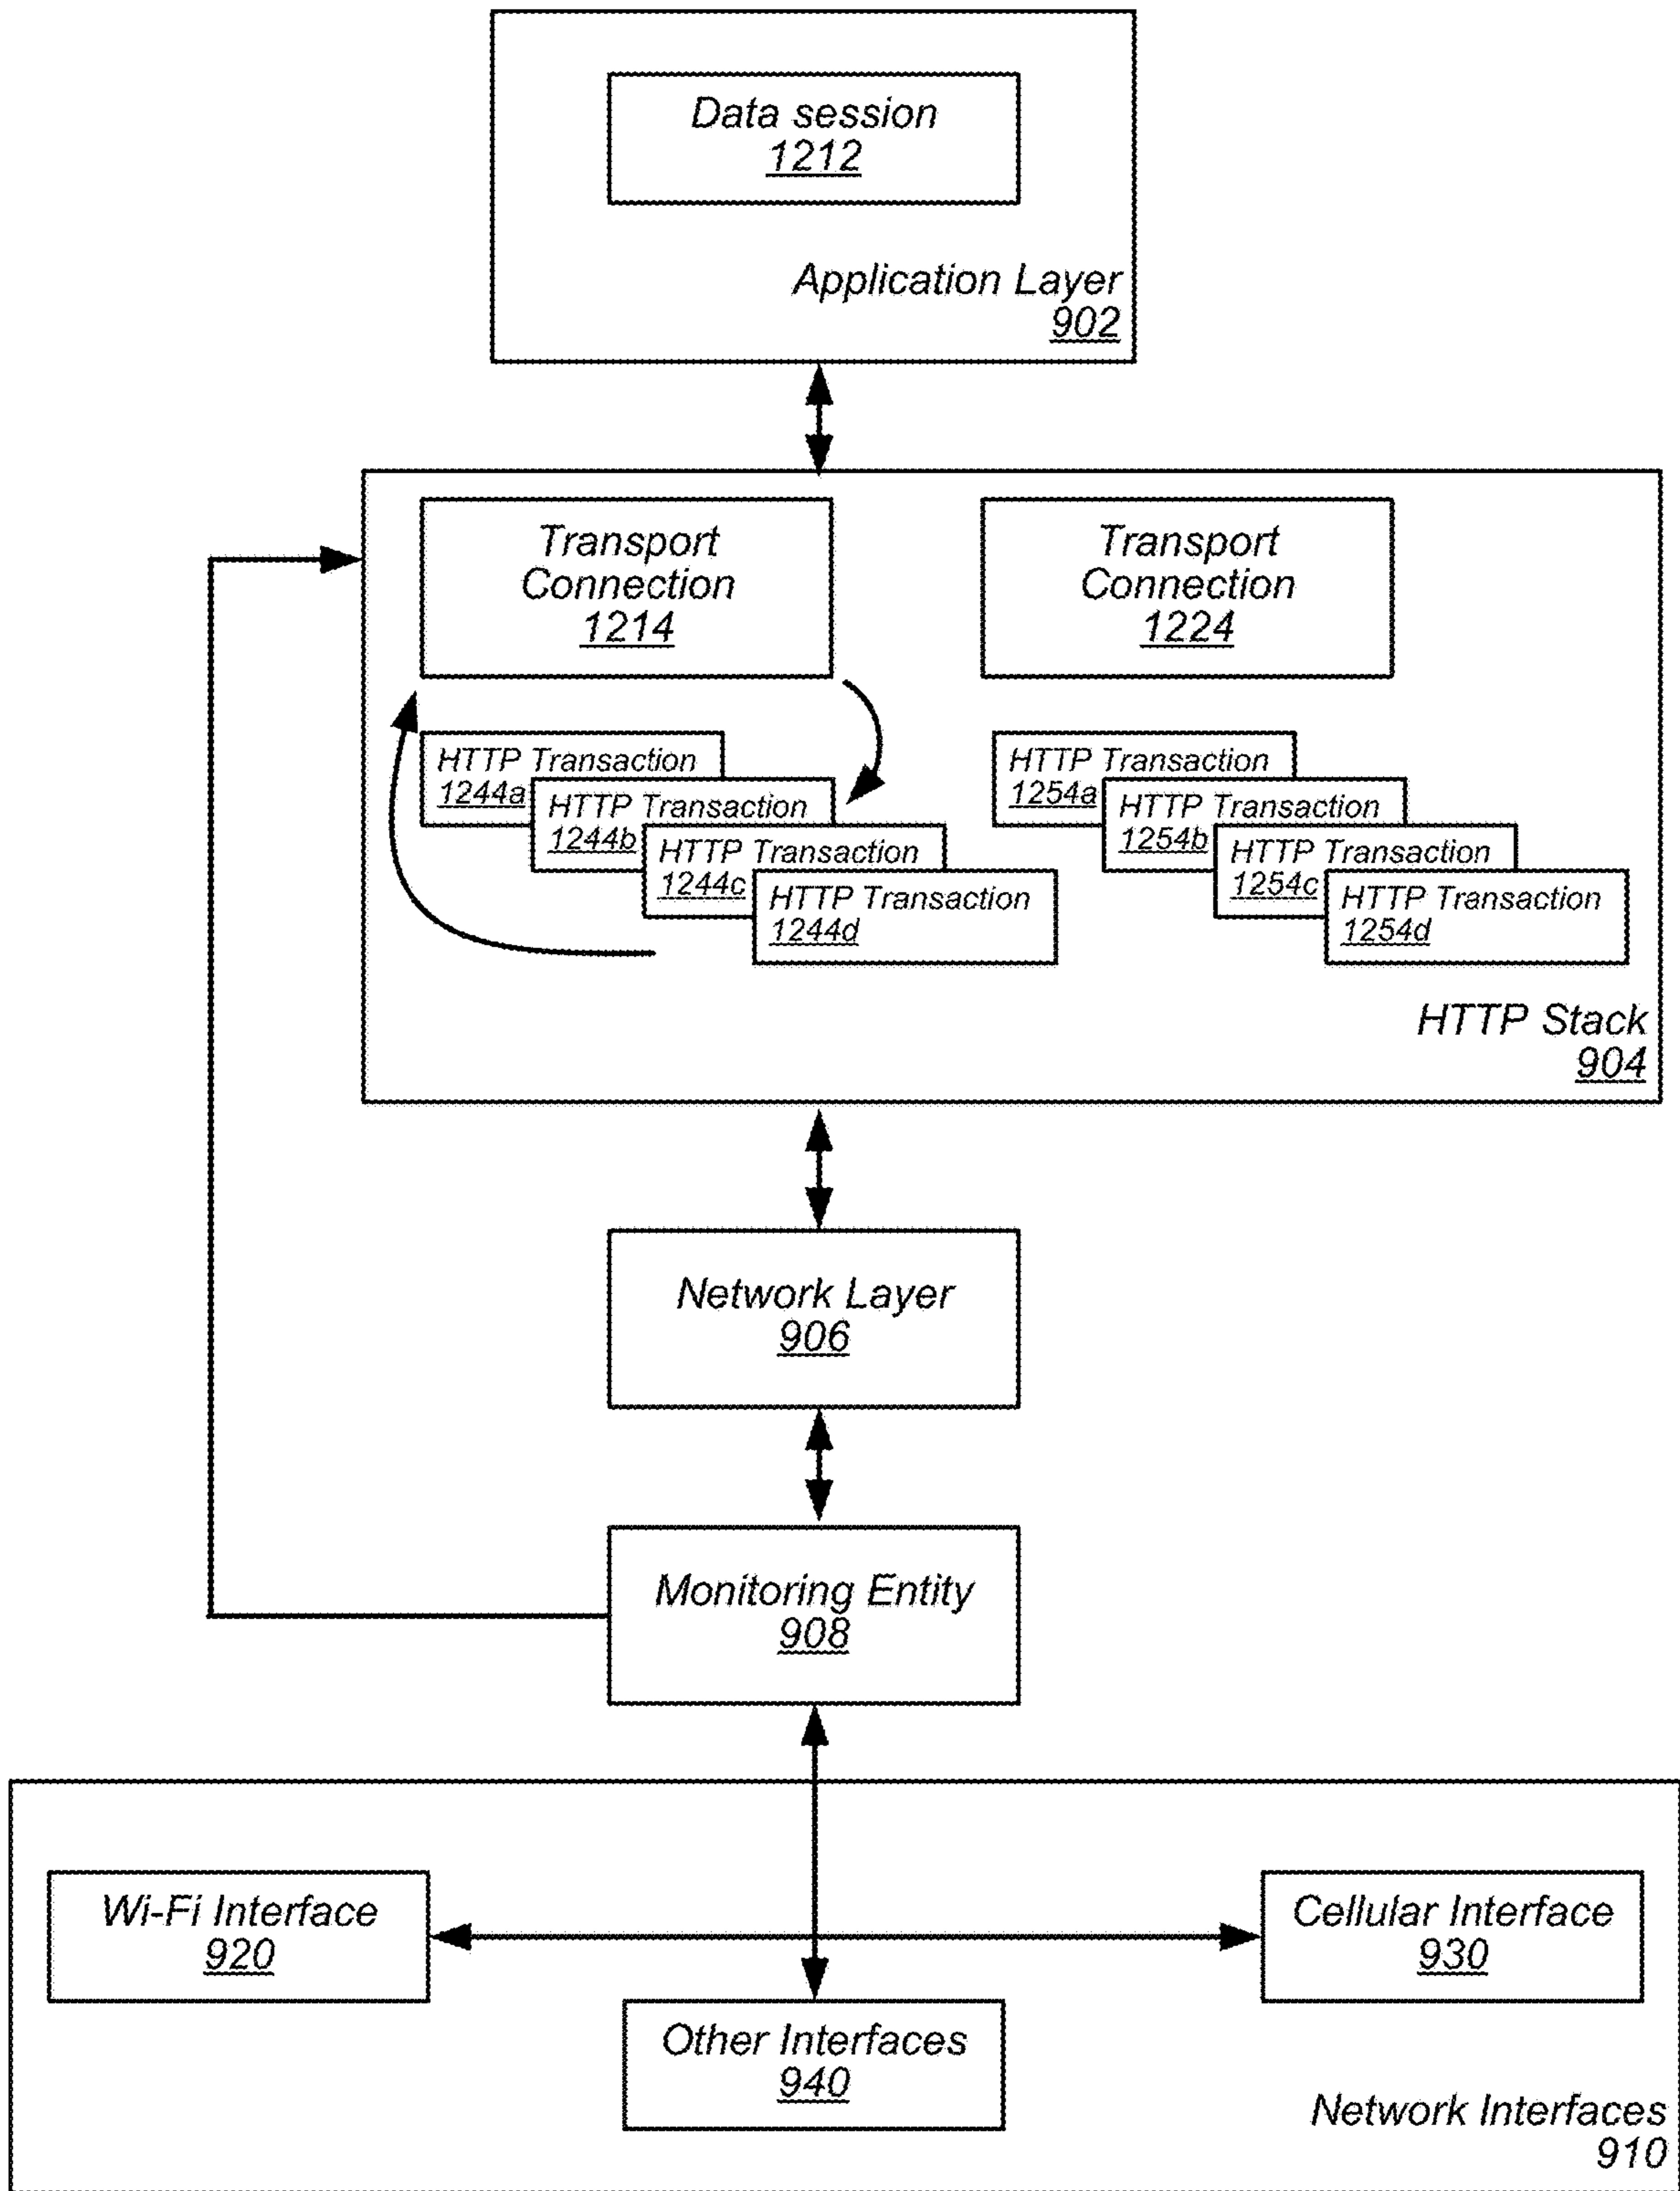 Data session
1212
Application Layer
902
Transport
Connection
1214
Transport
Connection
1224
HTTP Transaction
1244a
HTTP Transaction
1244b
HTTP Transaction
1244c
HTTP Transaction
1244d
HTTP Transaction
1254a
HTTP Transaction
1254b
HTTP Transaction
1254c
HTTP Transaction
1254d
HTTP Stack
904
Network Layer
906
Monitoring Entity
908
Wi-Fi Interface
920
Cellular Interface
930
Other Interfaces
940
Network Interfaces
910